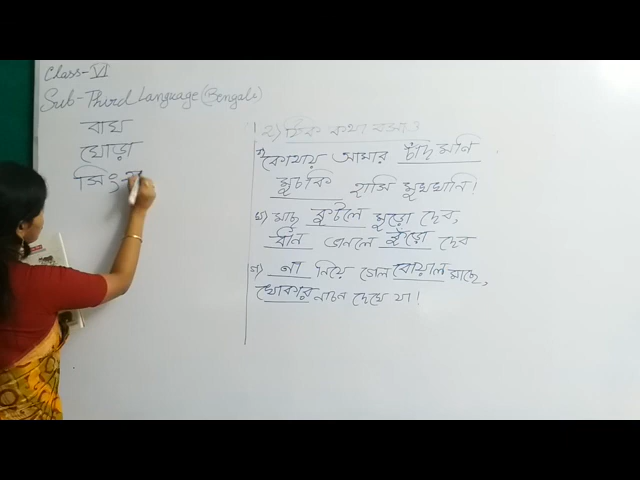 Class-VI
Sub-Third Language (Bengali)
বাঘ
ঘোড়া
সিংহ
২) ঠিক কথা বসাও
ক) কোথায় আমার চাঁদ মনি
মুচকি হাসি মুখখানি!
খ) মাছ কুটলে মুড়ো দেব,
ধান ভানলে কুঁড়ো দেব
গ) না নিয়ে গেল বোয়াল মাছে,
খোকার নাচন দেখে যা!